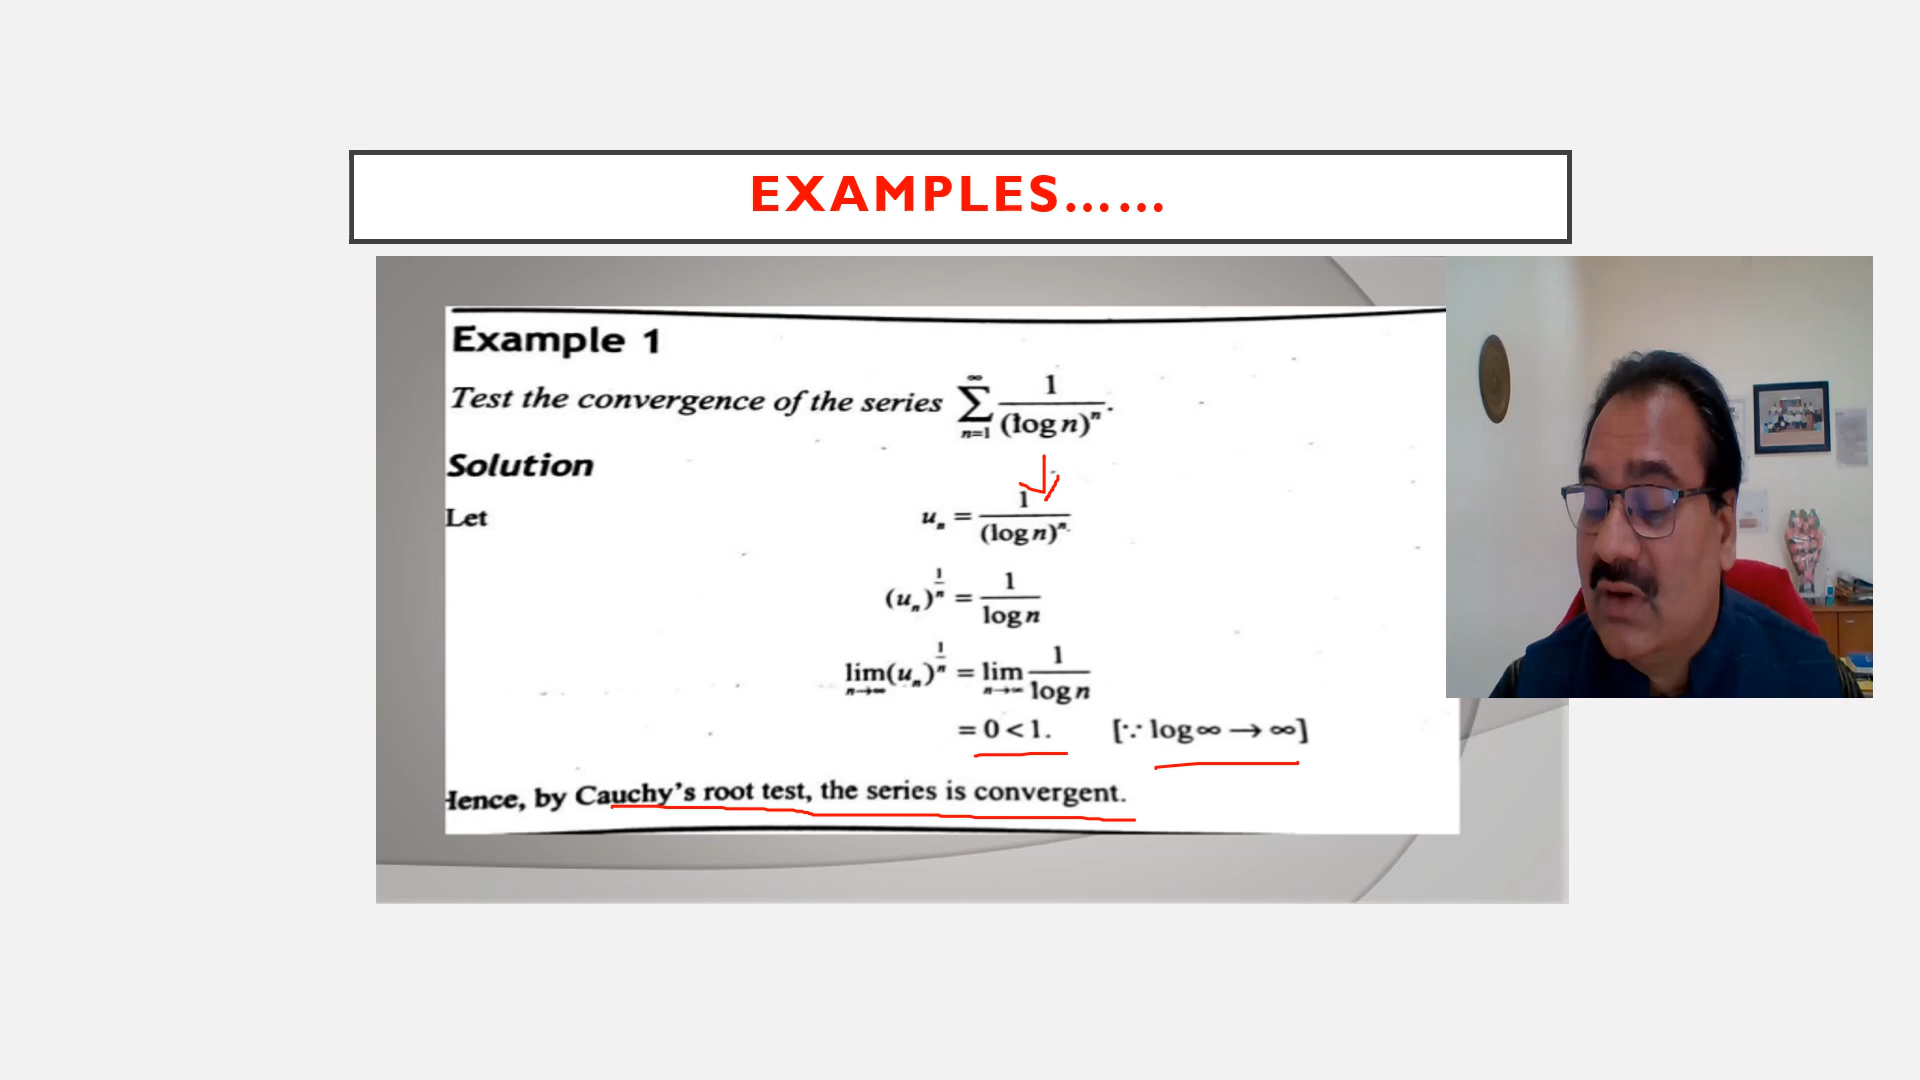 EXAMPLES……
Example 1
Test the convergence of the series ∑_{n=1}^{∞} 1/(log n)^n.
Solution
Let u_n = 1/(log n)^n.
(u_n)^{1/n} = 1/log n
lim_{n→∞}(u_n)^{1/n} = lim_{n→∞} 1/log n
= 0 < 1. [∵ log ∞ → ∞]
Hence, by Cauchy's root test, the series is convergent.